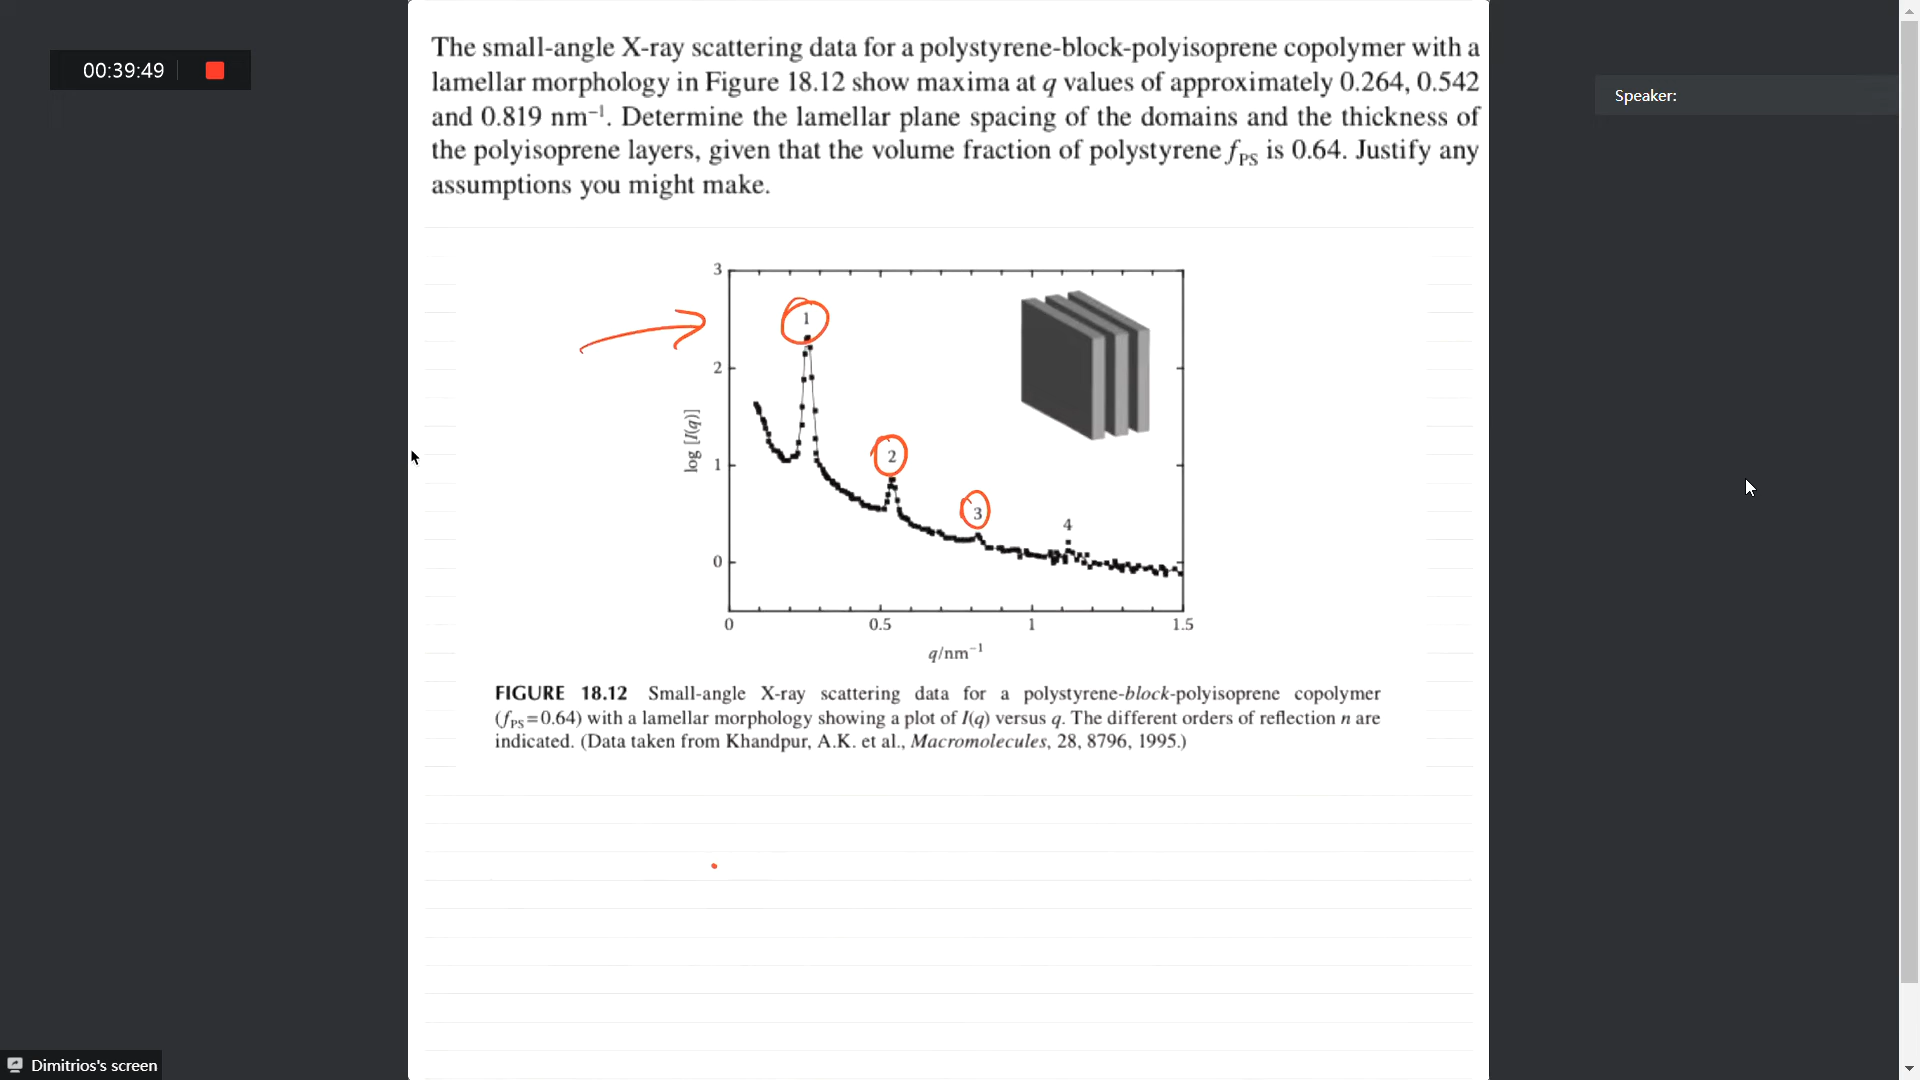 00:39:49
Speaker:
The small-angle X-ray scattering data for a polystyrene-block-polyisoprene copolymer with a
lamellar morphology in Figure 18.12 show maxima at q values of approximately 0.264, 0.542
and 0.819 nm⁻¹. Determine the lamellar plane spacing of the domains and the thickness of
the polyisoprene layers, given that the volume fraction of polystyrene fPS is 0.64. Justify any
assumptions you might make.
3
1
2
log [I(q)]
1
2
3
4
0
0 0.5 1 1.5
q/nm⁻¹
FIGURE 18.12 Small-angle X-ray scattering data for a polystyrene-block-polyisoprene copolymer
(fPS=0.64) with a lamellar morphology showing a plot of I(q) versus q. The different orders of reflection n are
indicated. (Data taken from Khandpur, A.K. et al., Macromolecules, 28, 8796, 1995.)
Dimitrios's screen